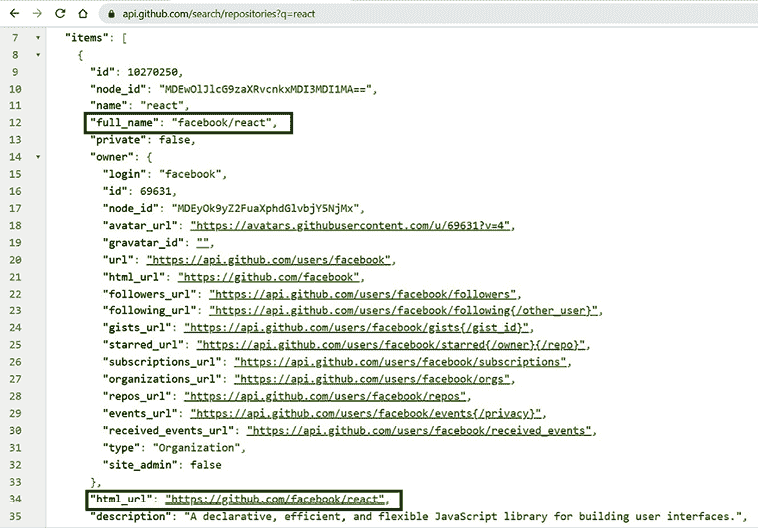 api.github.com/search/repositories?q=react
7 "items": [
8 {
9 "id": 10270250,
10 "node_id": "MDEwOlJlcG9zaXRvcnkxMDI3MDI1MA==",
11 "name": "react",
12 "full_name": "facebook/react",
13 "private": false,
14 "owner": {
15 "login": "facebook",
16 "id": 69631,
17 "node_id": "MDEyOk9yZ2FuaXphdGlvbjY5NjMx",
18 "avatar_url": "https://avatars.githubusercontent.com/u/69631?v=4",
19 "gravatar_id": "",
20 "url": "https://api.github.com/users/facebook",
21 "html_url": "https://github.com/facebook",
22 "followers_url": "https://api.github.com/users/facebook/followers",
23 "following_url": "https://api.github.com/users/facebook/following{/other_user}",
24 "gists_url": "https://api.github.com/users/facebook/gists{/gist_id}",
25 "starred_url": "https://api.github.com/users/facebook/starred{/owner}{/repo}",
26 "subscriptions_url": "https://api.github.com/users/facebook/subscriptions",
27 "organizations_url": "https://api.github.com/users/facebook/orgs",
28 "repos_url": "https://api.github.com/users/facebook/repos",
29 "events_url": "https://api.github.com/users/facebook/events{/privacy}",
30 "received_events_url": "https://api.github.com/users/facebook/received_events",
31 "type": "Organization",
32 "site_admin": false
33 },
34 "html_url": "https://github.com/facebook/react",
35 "description": "A declarative, efficient, and flexible JavaScript library for building user interfaces.",